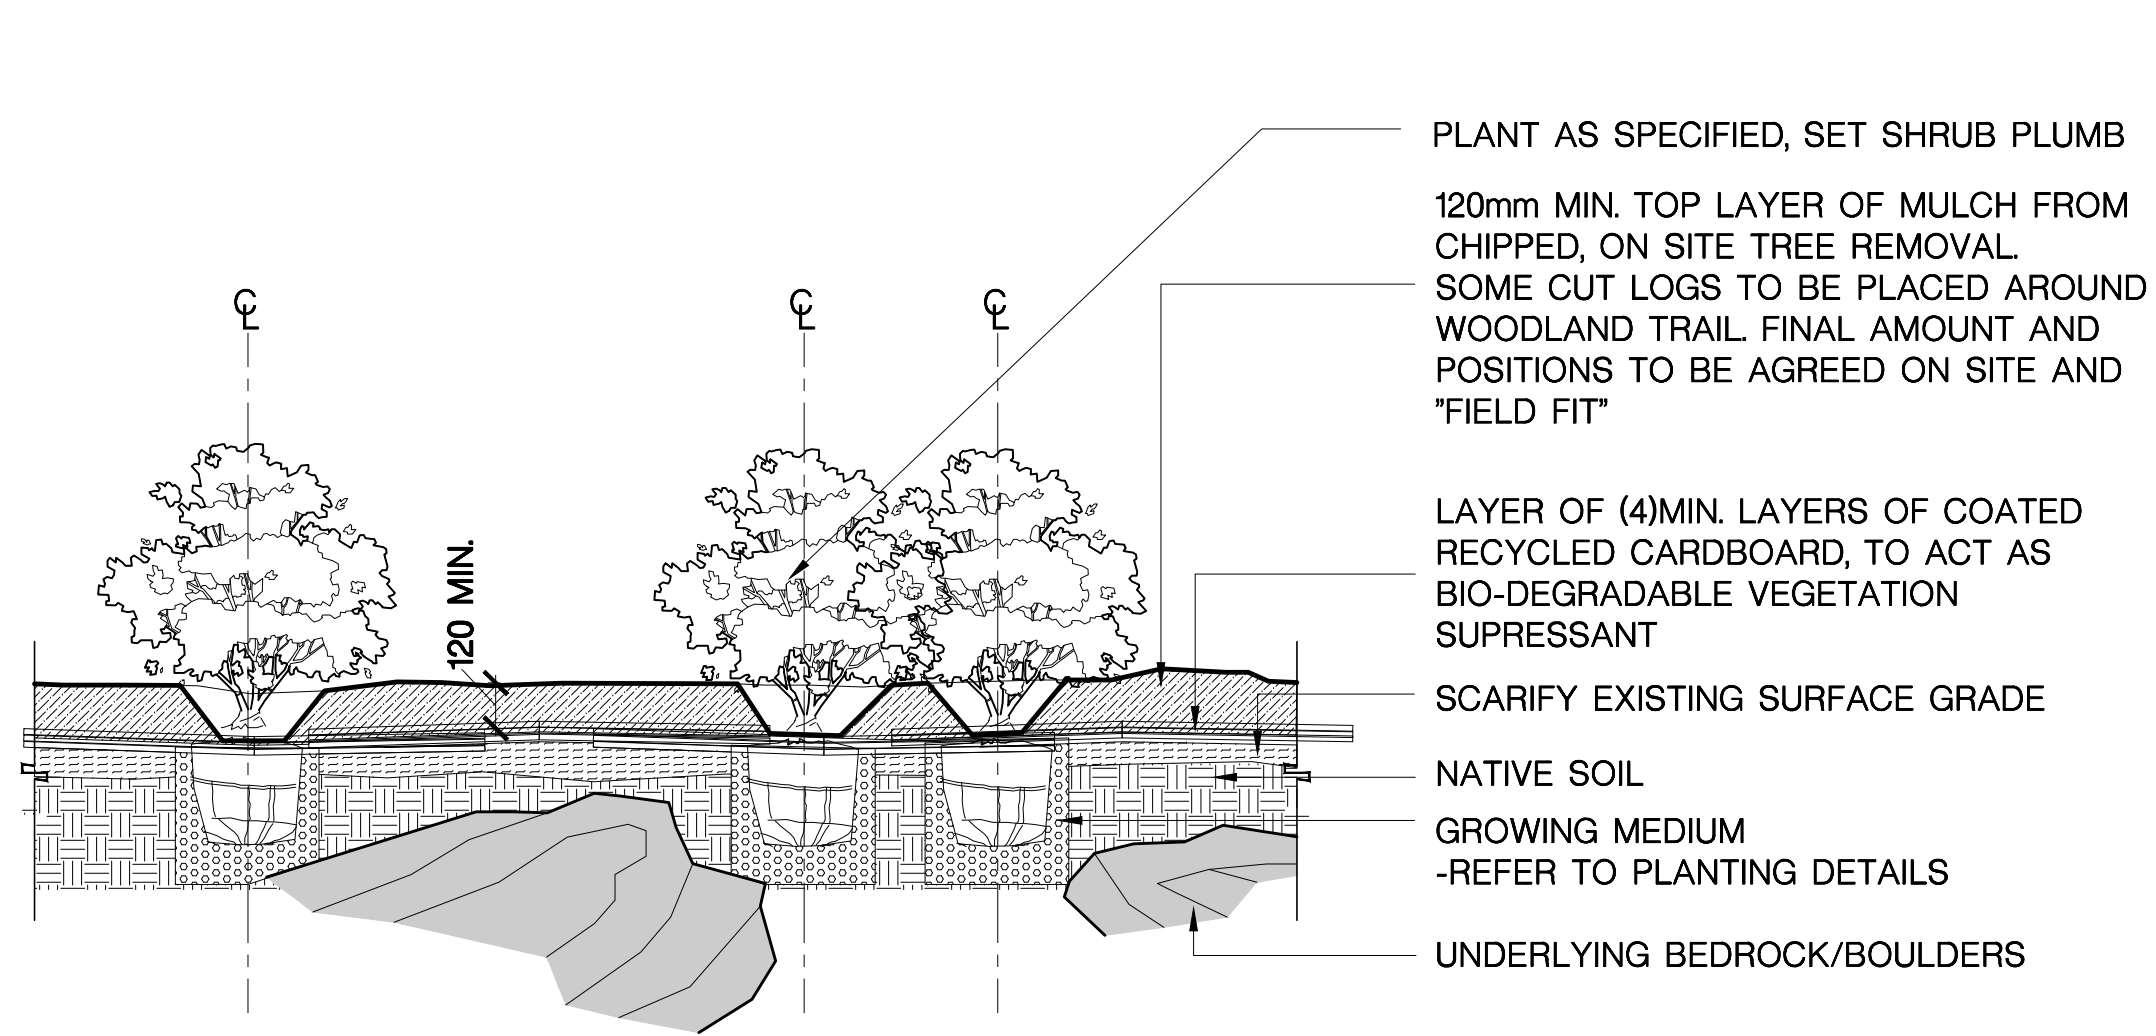 PLANT AS SPECIFIED, SET SHRUB PLUMB
120mm MIN. TOP LAYER OF MULCH FROM
CHIPPED, ON SITE TREE REMOVAL.
SOME CUT LOGS TO BE PLACED AROUND
WOODLAND TRAIL. FINAL AMOUNT AND
POSITIONS TO BE AGREED ON SITE AND
"FIELD FIT"
℄
℄
℄
LAYER OF (4)MIN. LAYERS OF COATED
RECYCLED CARDBOARD, TO ACT AS
BIO-DEGRADABLE VEGETATION
SUPRESSANT
120 MIN.
SCARIFY EXISTING SURFACE GRADE
NATIVE SOIL
GROWING MEDIUM
-REFER TO PLANTING DETAILS
UNDERLYING BEDROCK/BOULDERS